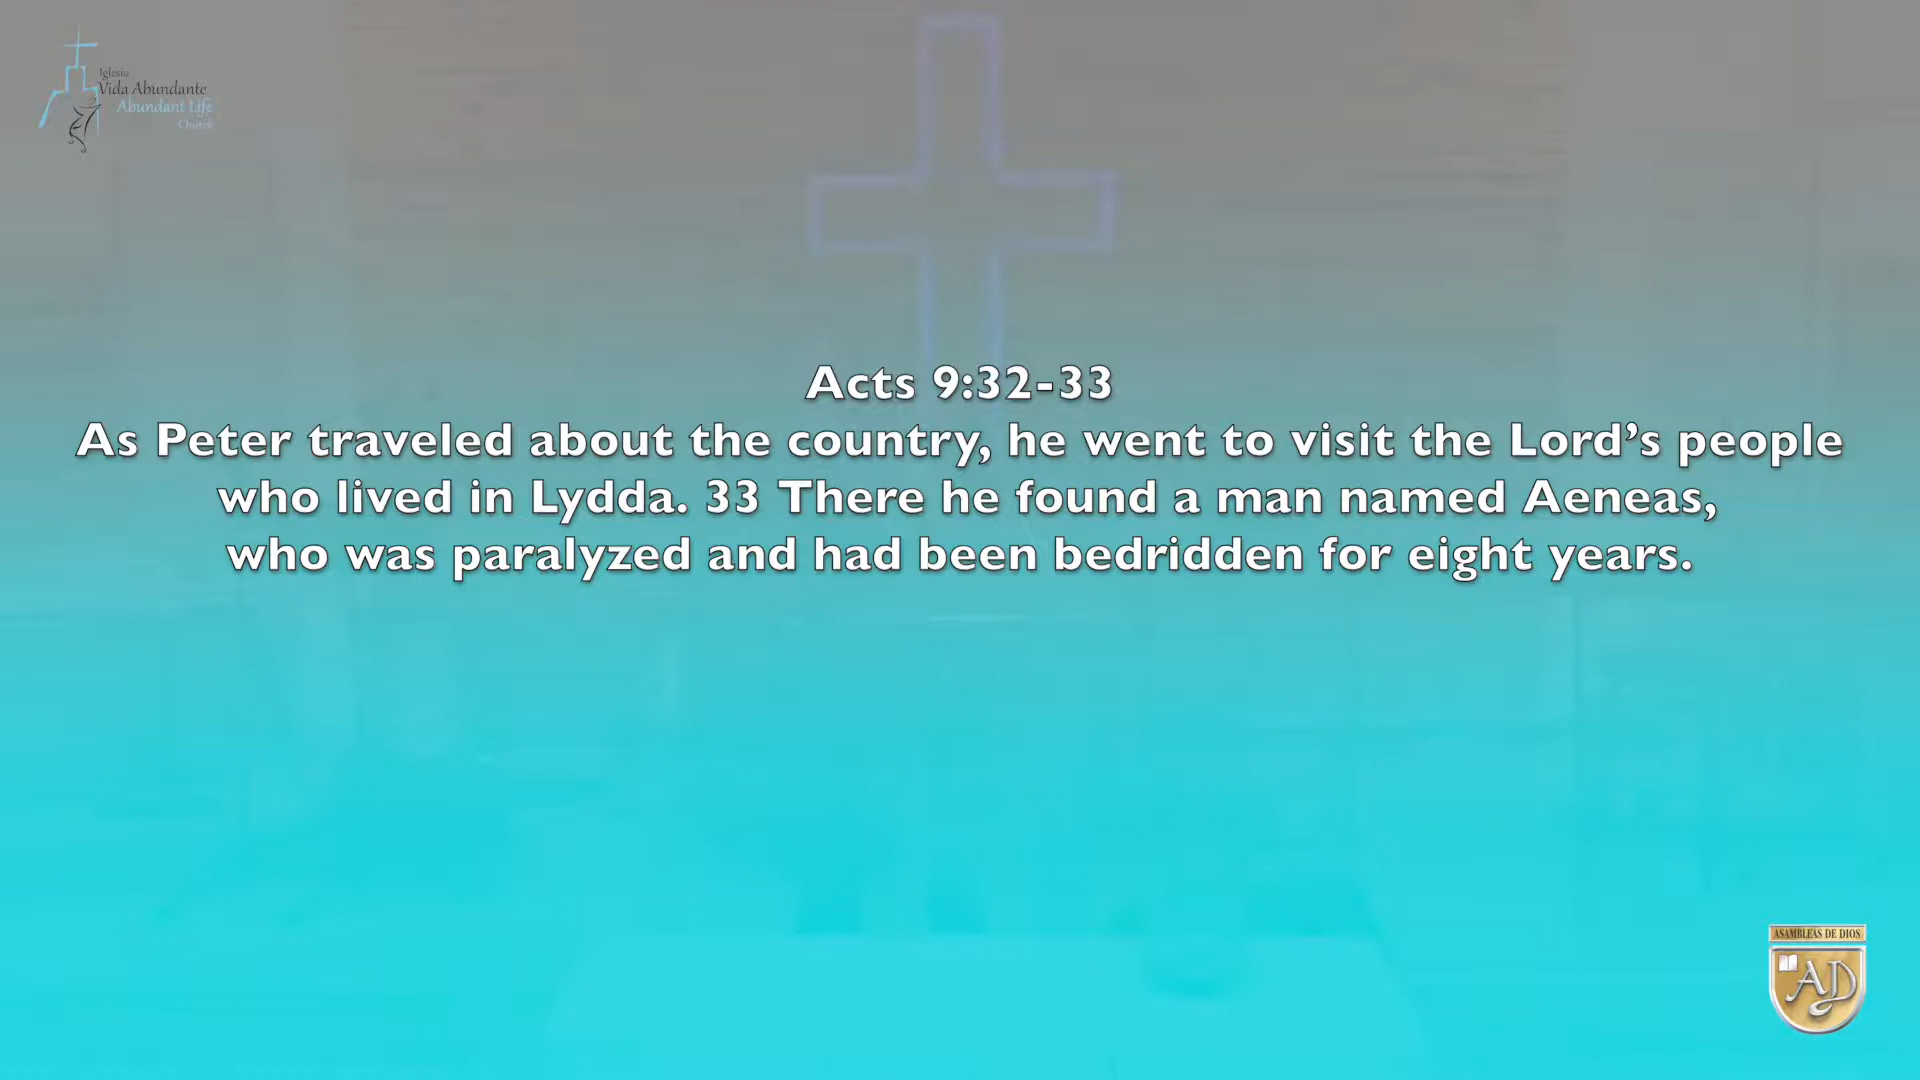 Iglesia
Vida Abundante
Abundant Life
Church
Acts 9:32-33
As Peter traveled about the country, he went to visit the Lord’s people
who lived in Lydda. 33 There he found a man named Aeneas,
who was paralyzed and had been bedridden for eight years.
ASAMBLEAS DE DIOS
AD